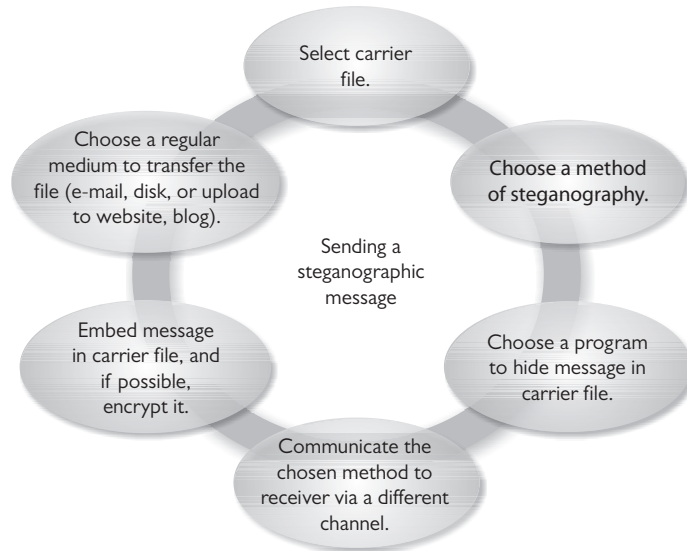 Select carrier
file.
Choose a method
of steganography.
Choose a program
to hide message in
carrier file.
Communicate the
chosen method to
receiver via a different
channel.
Embed message
in carrier file, and
if possible,
encrypt it.
Choose a regular
medium to transfer the
file (e-mail, disk, or upload
to website, blog).
Sending a
steganographic
message